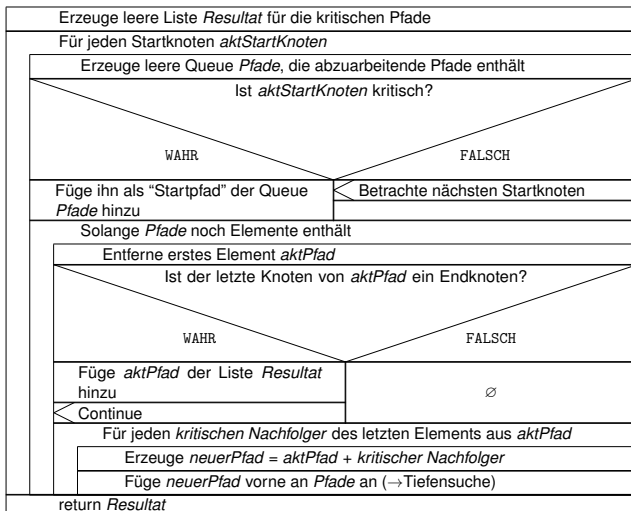 Erzeuge leere Liste Resultat für die kritischen Pfade
Für jeden Startknoten aktStartKnoten
Erzeuge leere Queue Pfade, die abzuarbeitende Pfade enthält
Ist aktStartKnoten kritisch?
WAHR
FALSCH
Füge ihn als “Startpfad” der Queue
Pfade hinzu
Betrachte nächsten Startknoten
Solange Pfade noch Elemente enthält
Entferne erstes Element aktPfad
Ist der letzte Knoten von aktPfad ein Endknoten?
WAHR
FALSCH
Füge aktPfad der Liste Resultat
hinzu
∅
Continue
Für jeden kritischen Nachfolger des letzten Elements aus aktPfad
Erzeuge neuerPfad = aktPfad + kritischer Nachfolger
Füge neuerPfad vorne an Pfade an (→Tiefensuche)
return Resultat